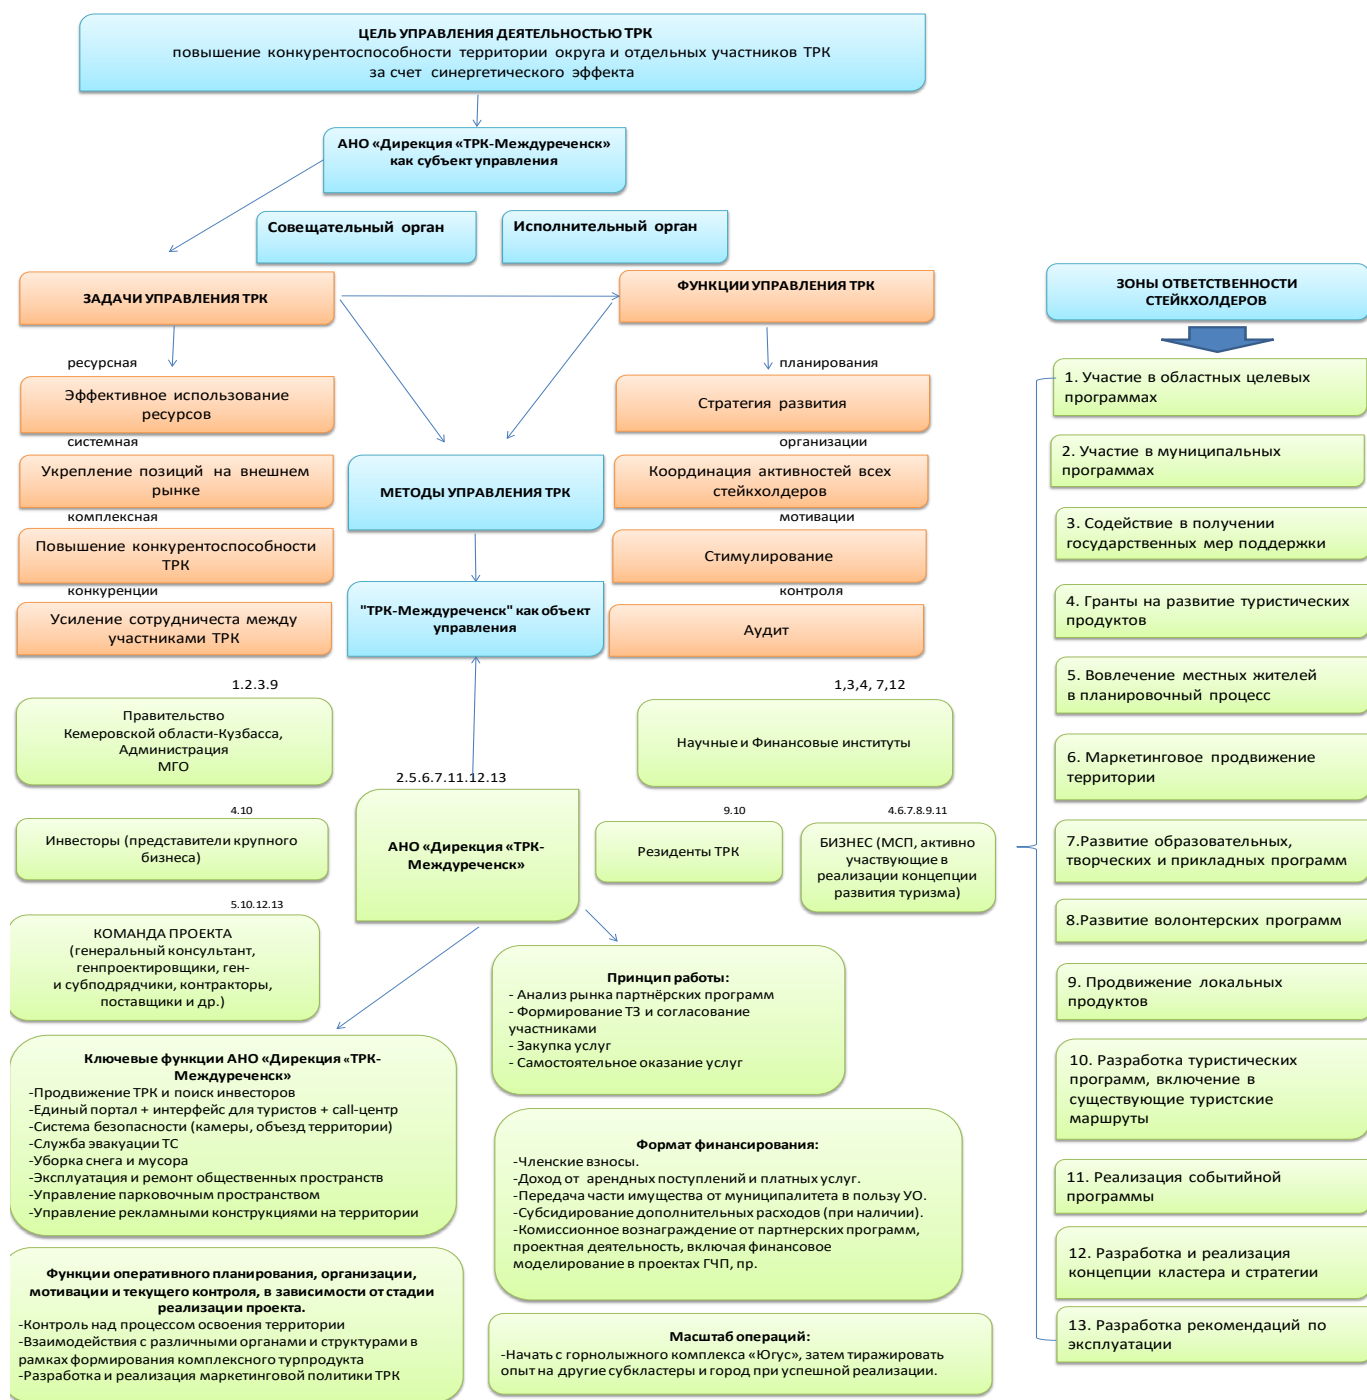 ЦЕЛЬ УПРАВЛЕНИЯ ДЕЯТЕЛЬНОСТЬЮ ТРК
повышение конкурентоспособности территории округа и отдельных участников ТРК
за счет синергетического эффекта
АНО «Дирекция «ТРК-Междуреченск»
как субъект управления
Совещательный орган
Исполнительный орган
ЗАДАЧИ УПРАВЛЕНИЯ ТРК
ФУНКЦИИ УПРАВЛЕНИЯ ТРК
ресурсная
Эффективное использование
ресурсов
системная
Укрепление позиций на внешнем
рынке
комплексная
Повышение конкурентоспособности
ТРК
конкуренции
Усиление сотрудничеста между
участниками ТРК
МЕТОДЫ УПРАВЛЕНИЯ ТРК
"ТРК-Междуреченск" как объект
управления
планирования
Стратегия развития
организации
Координация активностей всех
стейкхолдеров
мотивации
Стимулирование
контроля
Аудит
1.2.3.9
Правительство
Кемеровской области-Кузбасса,
Администрация
МГО
1,3,4, 7,12
Научные и Финансовые институты
2.5.6.7.11.12.13
АНО «Дирекция «ТРК-
Междуреченск»
4.10
Инвесторы (представители крупного
бизнеса)
9.10
Резиденты ТРК
4.6.7.8.9.11
БИЗНЕС (МСП, активно
участвующие в
реализации концепции
развития туризма)
5.10.12.13
КОМАНДА ПРОЕКТА
(генеральный консультант,
генпроектировщики, ген-
и субподрядчики, контракторы,
поставщики и др.)
Принцип работы:
- Анализ рынка партнёрских программ
- Формирование ТЗ и согласование
участниками
- Закупка услуг
- Самостоятельное оказание услуг
Ключевые функции АНО «Дирекция «ТРК-
Междуреченск»
-Продвижение ТРК и поиск инвесторов
-Единый портал + интерфейс для туристов + call-центр
-Система безопасности (камеры, объезд территории)
-Служба эвакуации ТС
-Уборка снега и мусора
-Эксплуатация и ремонт общественных пространств
-Управление парковочным пространством
-Управление рекламными конструкциями на территории
Формат финансирования:
-Членские взносы.
-Доход от арендных поступлений и платных услуг.
-Передача части имущества от муниципалитета в пользу УО.
-Субсидирование дополнительных расходов (при наличии).
-Комиссионное вознаграждение от партнерских программ,
проектная деятельность, включая финансовое
моделирование в проектах ГЧП, пр.
Функции оперативного планирования, организации,
мотивации и текущего контроля, в зависимости от стадии
реализации проекта.
-Контроль над процессом освоения территории
-Взаимодействия с различными органами и структурами в
рамках формирования комплексного турпродукта
-Разработка и реализация маркетинговой политики ТРК
Масштаб операций:
-Начать с горнолыжного комплекса «Югус», затем тиражировать
опыт на другие субкластеры и город при успешной реализации.
ЗОНЫ ОТВЕТСТВЕННОСТИ
СТЕЙКХОЛДЕРОВ
1. Участие в областных целевых
программах
2. Участие в муниципальных
программах
3. Содействие в получении
государственных мер поддержки
4. Гранты на развитие туристических
продуктов
5. Вовлечение местных жителей
в планировочный процесс
6. Маркетинговое продвижение
территории
7.Развитие образовательных,
творческих и прикладных программ
8.Развитие волонтерских программ
9. Продвижение локальных
продуктов
10. Разработка туристических
программ, включение в
существующие туристские
маршруты
11. Реализация событийной
программы
12. Разработка и реализация
концепции кластера и стратегии
13. Разработка рекомендаций по
эксплуатации